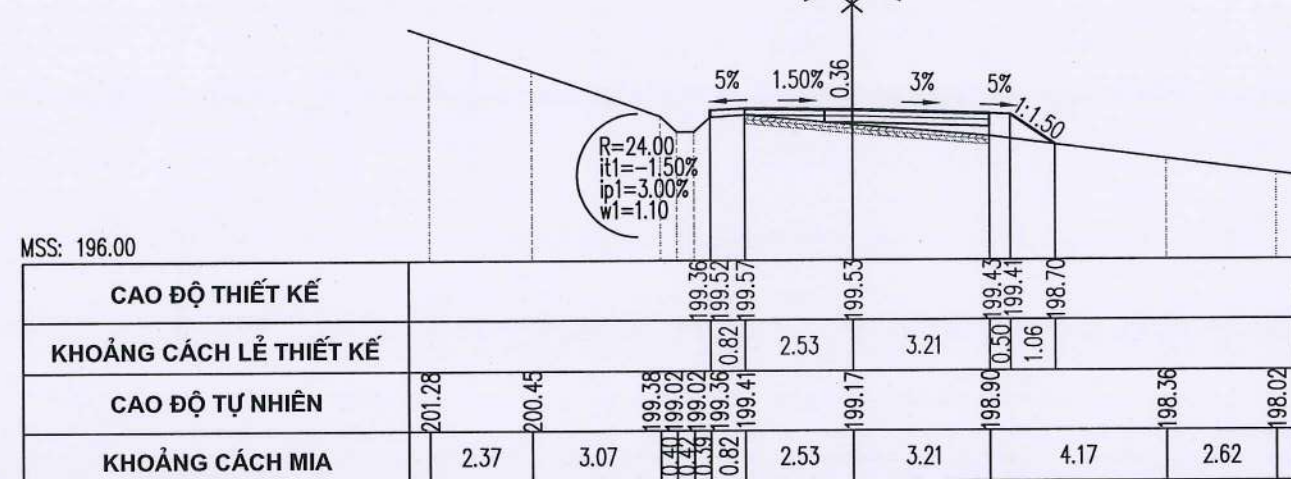 0.36
5% 1.50% 3% 5%
1:1.50
R=24.00
it1=-1.50%
ip1=3.00%
w1=1.10
MSS: 196.00
CAO ĐỘ THIẾT KẾ 199.36 199.52 199.57 199.53 199.43 199.41 198.70
KHOẢNG CÁCH LẺ THIẾT KẾ 0.82 2.53 3.21 0.50 1.06
CAO ĐỘ TỰ NHIÊN 201.28 200.45 199.38 199.02 199.02 199.36 199.41 199.17 198.90 198.36 198.02
KHOẢNG CÁCH MIA 2.37 3.07 0.40 0.42 0.39 0.82 2.53 3.21 4.17 2.62